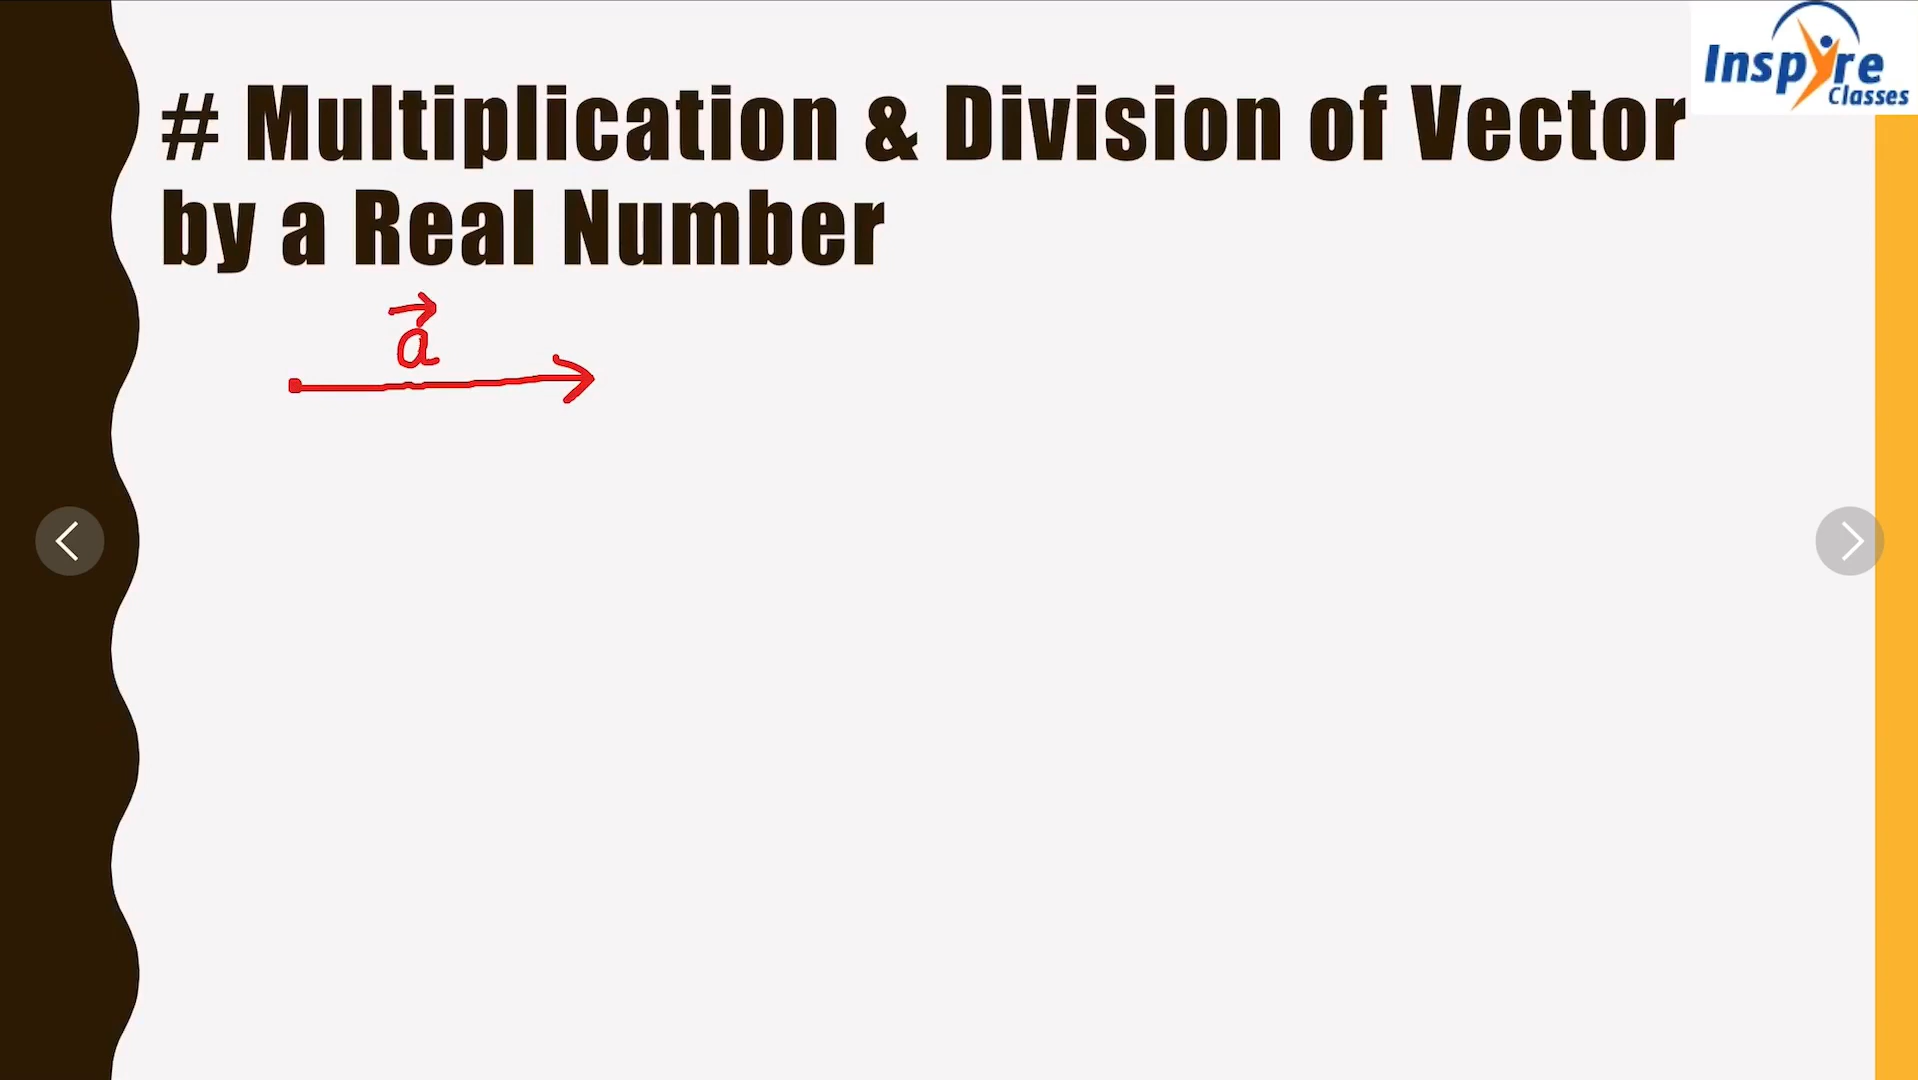 Inspyre
Classes
# Multiplication & Division of Vector
by a Real Number
a⃗